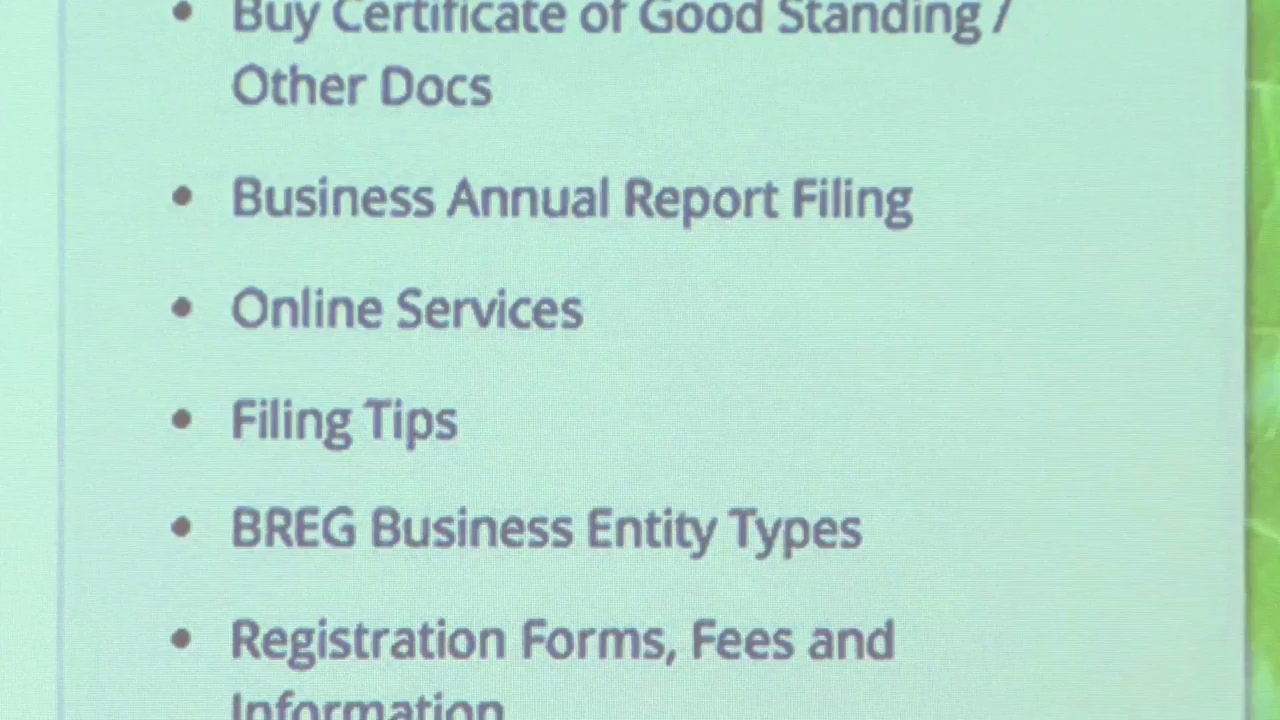 • Buy Certificate of Good Standing /
Other Docs
• Business Annual Report Filing
• Online Services
• Filing Tips
• BREG Business Entity Types
• Registration Forms, Fees and
Information